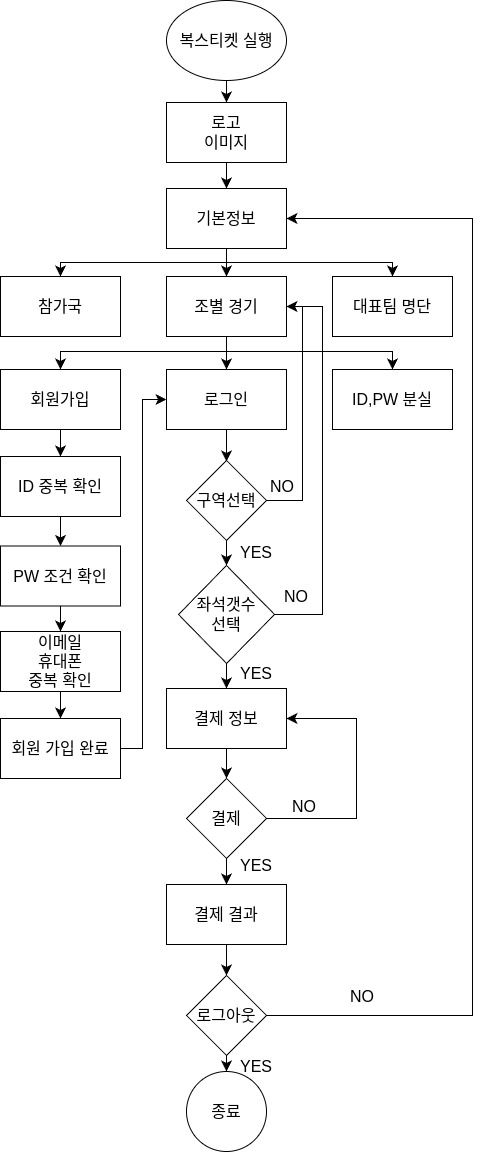 복스티켓 실행
로고
이미지
기본정보
참가국
조별 경기
대표팀 명단
회원가입
로그인
ID,PW 분실
ID 중복 확인
구역선택
NO
YES
PW 조건 확인
좌석갯수
선택
NO
이메일
휴대폰
중복 확인
YES
회원 가입 완료
결제 정보
결제
NO
YES
결제 결과
로그아웃
NO
YES
종료